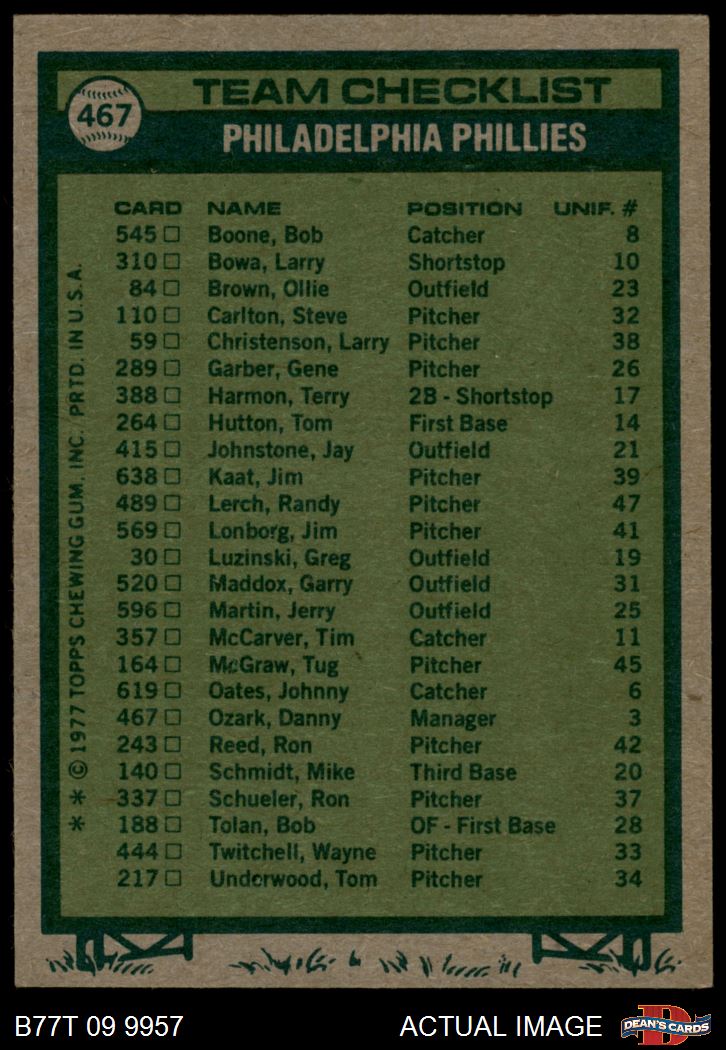 467
TEAM CHECKLIST
PHILADELPHIA PHILLIES
CARD NAME POSITION UNIF. #
545 □ Boone, Bob Catcher 8
310 □ Bowa, Larry Shortstop 10
84 □ Brown, Ollie Outfield 23
110 □ Carlton, Steve Pitcher 32
59 □ Christenson, Larry Pitcher 38
289 □ Garber, Gene Pitcher 26
388 □ Harmon, Terry 2B - Shortstop 17
264 □ Hutton, Tom First Base 14
415 □ Johnstone, Jay Outfield 21
638 □ Kaat, Jim Pitcher 39
489 □ Lerch, Randy Pitcher 47
569 □ Lonborg, Jim Pitcher 41
30 □ Luzinski, Greg Outfield 19
520 □ Maddox, Garry Outfield 31
596 □ Martin, Jerry Outfield 25
357 □ McCarver, Tim Catcher 11
164 □ McGraw, Tug Pitcher 45
619 □ Oates, Johnny Catcher 6
467 □ Ozark, Danny Manager 3
243 □ Reed, Ron Pitcher 42
140 □ Schmidt, Mike Third Base 20
337 □ Schueler, Ron Pitcher 37
188 □ Tolan, Bob OF - First Base 28
444 □ Twitchell, Wayne Pitcher 33
217 □ Underwood, Tom Pitcher 34
* * © 1977 TOPPS CHEWING GUM, INC. PRTD. IN U.S.A.
B77T 09 9957 ACTUAL IMAGE
D
DEAN'S CARDS